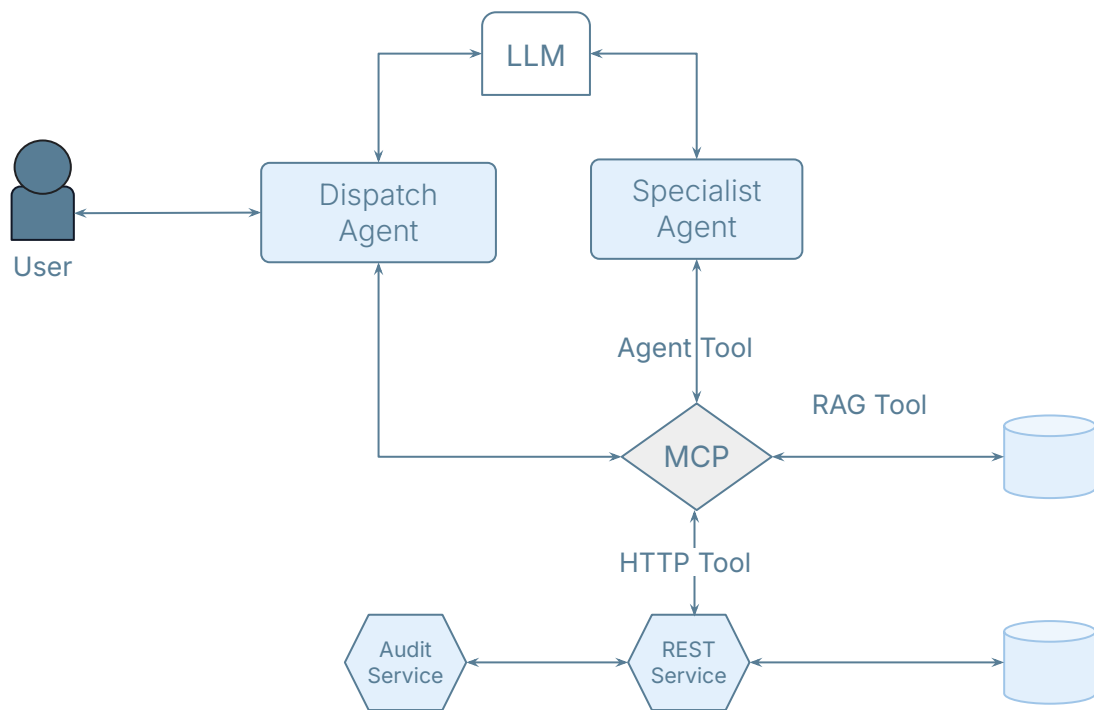 LLM
Dispatch
Agent
Specialist
Agent
User
Agent Tool
RAG Tool
MCP
HTTP Tool
Audit
Service
REST
Service